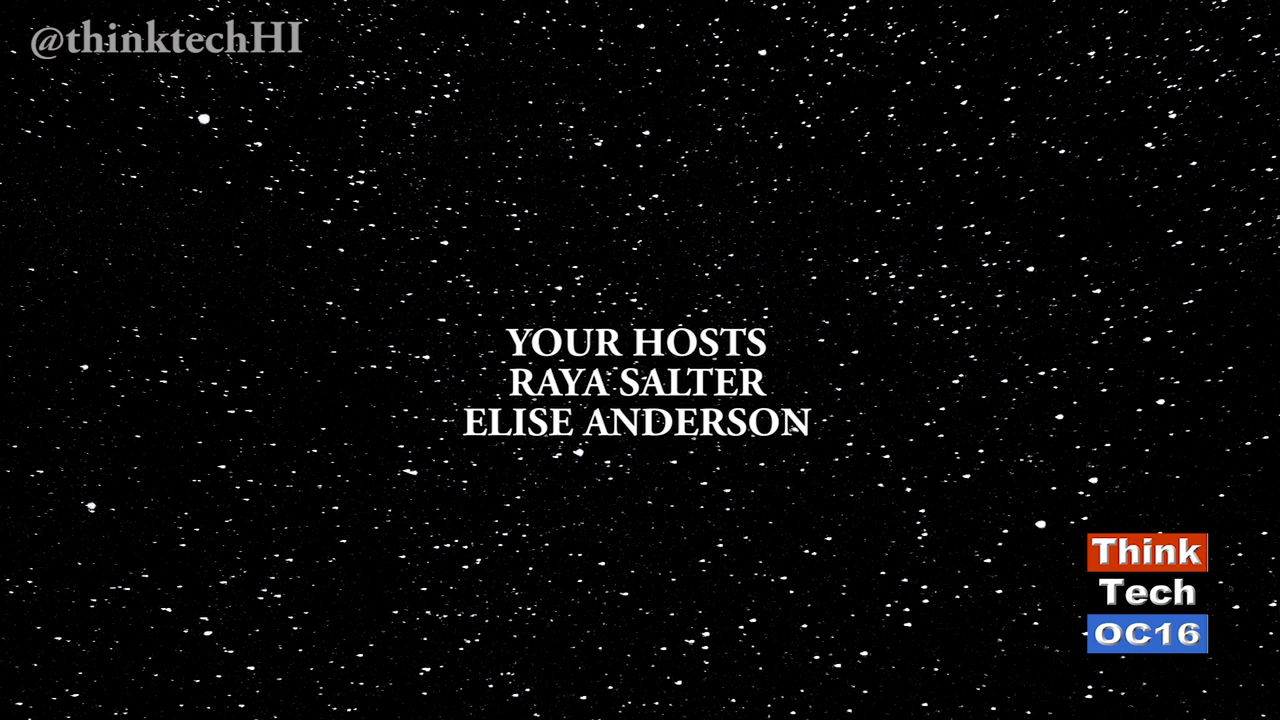 @thinktechHI
YOUR HOSTS
RAYA SALTER
ELISE ANDERSON
Think
Tech
OC16